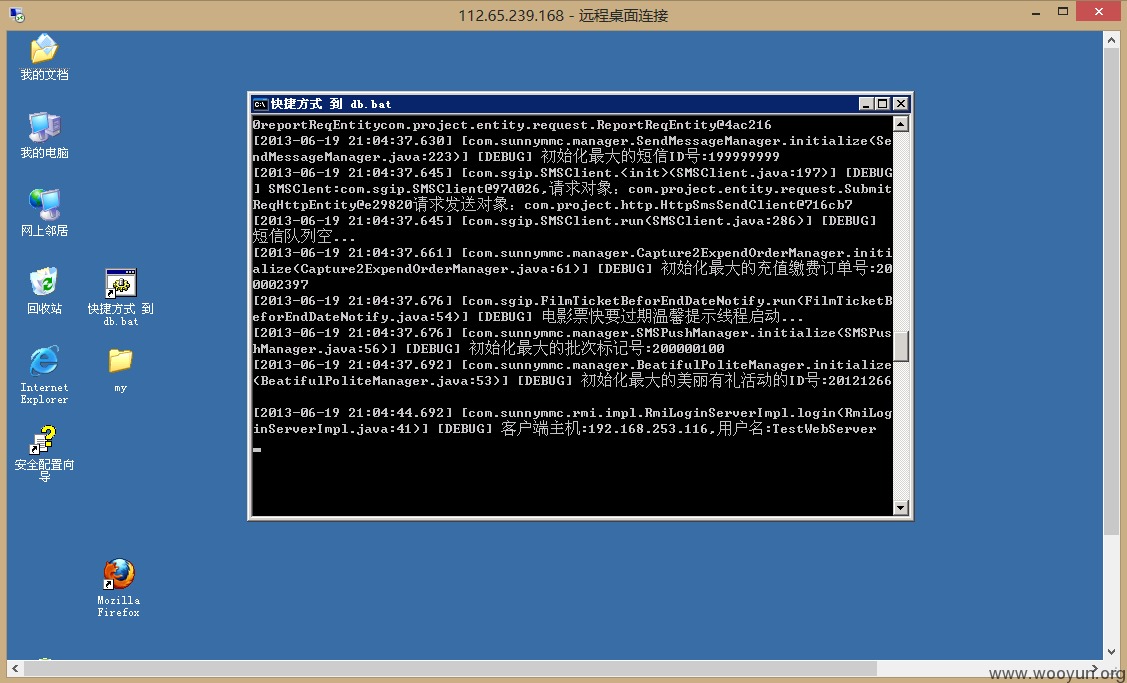 112.65.239.168 - 远程桌面连接
我的文档
我的电脑
网上邻居
回收站
快捷方式 到
db.bat
Internet
Explorer
my
安全配置向
导
Mozilla
Firefox
快捷方式 到 db.bat
0reportReqEntitycom.project.entity.request.ReportReqEntity@4ac216
[2013-06-19 21:04:37.630] [com.sunnymmc.manager.SendMessageManager.initialize(Se
ndMessageManager.java:223)] [DEBUG] 初始化最大的短信ID号:199999999
[2013-06-19 21:04:37.645] [com.sgip.SMSClient.<init>(SMSClient.java:197)] [DEBUG
] SMSClent:com.sgip.SMSClient@97d026,请求对象: com.project.entity.request.Submit
ReqHttpEntity@e29820请求发送对象: com.project.http.HttpSmsSendClient@716cb7
[2013-06-19 21:04:37.645] [com.sgip.SMSClient.run(SMSClient.java:286)] [DEBUG]
短信队列空...
[2013-06-19 21:04:37.661] [com.sunnymmc.manager.Capture2ExpendOrderManager.initi
alize(Capture2ExpendOrderManager.java:61)] [DEBUG] 初始化最大的充值缴费订单号:20
0002397
[2013-06-19 21:04:37.676] [com.sgip.FilmTicketBeforEndDateNotify.run(FilmTicketB
eforEndDateNotify.java:54)] [DEBUG] 电影票快要过期温馨提示线程启动...
[2013-06-19 21:04:37.676] [com.sunnymmc.manager.SMSPushManager.initialize(SMSPus
hManager.java:56)] [DEBUG] 初始化最大的批次标记号:200000100
[2013-06-19 21:04:37.692] [com.sunnymmc.manager.BeatifulPoliteManager.initialize
(BeatifulPoliteManager.java:53)] [DEBUG] 初始化最大的美丽有礼活动的ID号:20121266
[2013-06-19 21:04:44.692] [com.sunnymmc.rmi.impl.RmiLoginServerImpl.login(RmiLog
inServerImpl.java:41)] [DEBUG] 客户端主机:192.168.253.116,用户名:TestWebServer
www.wooyun.org